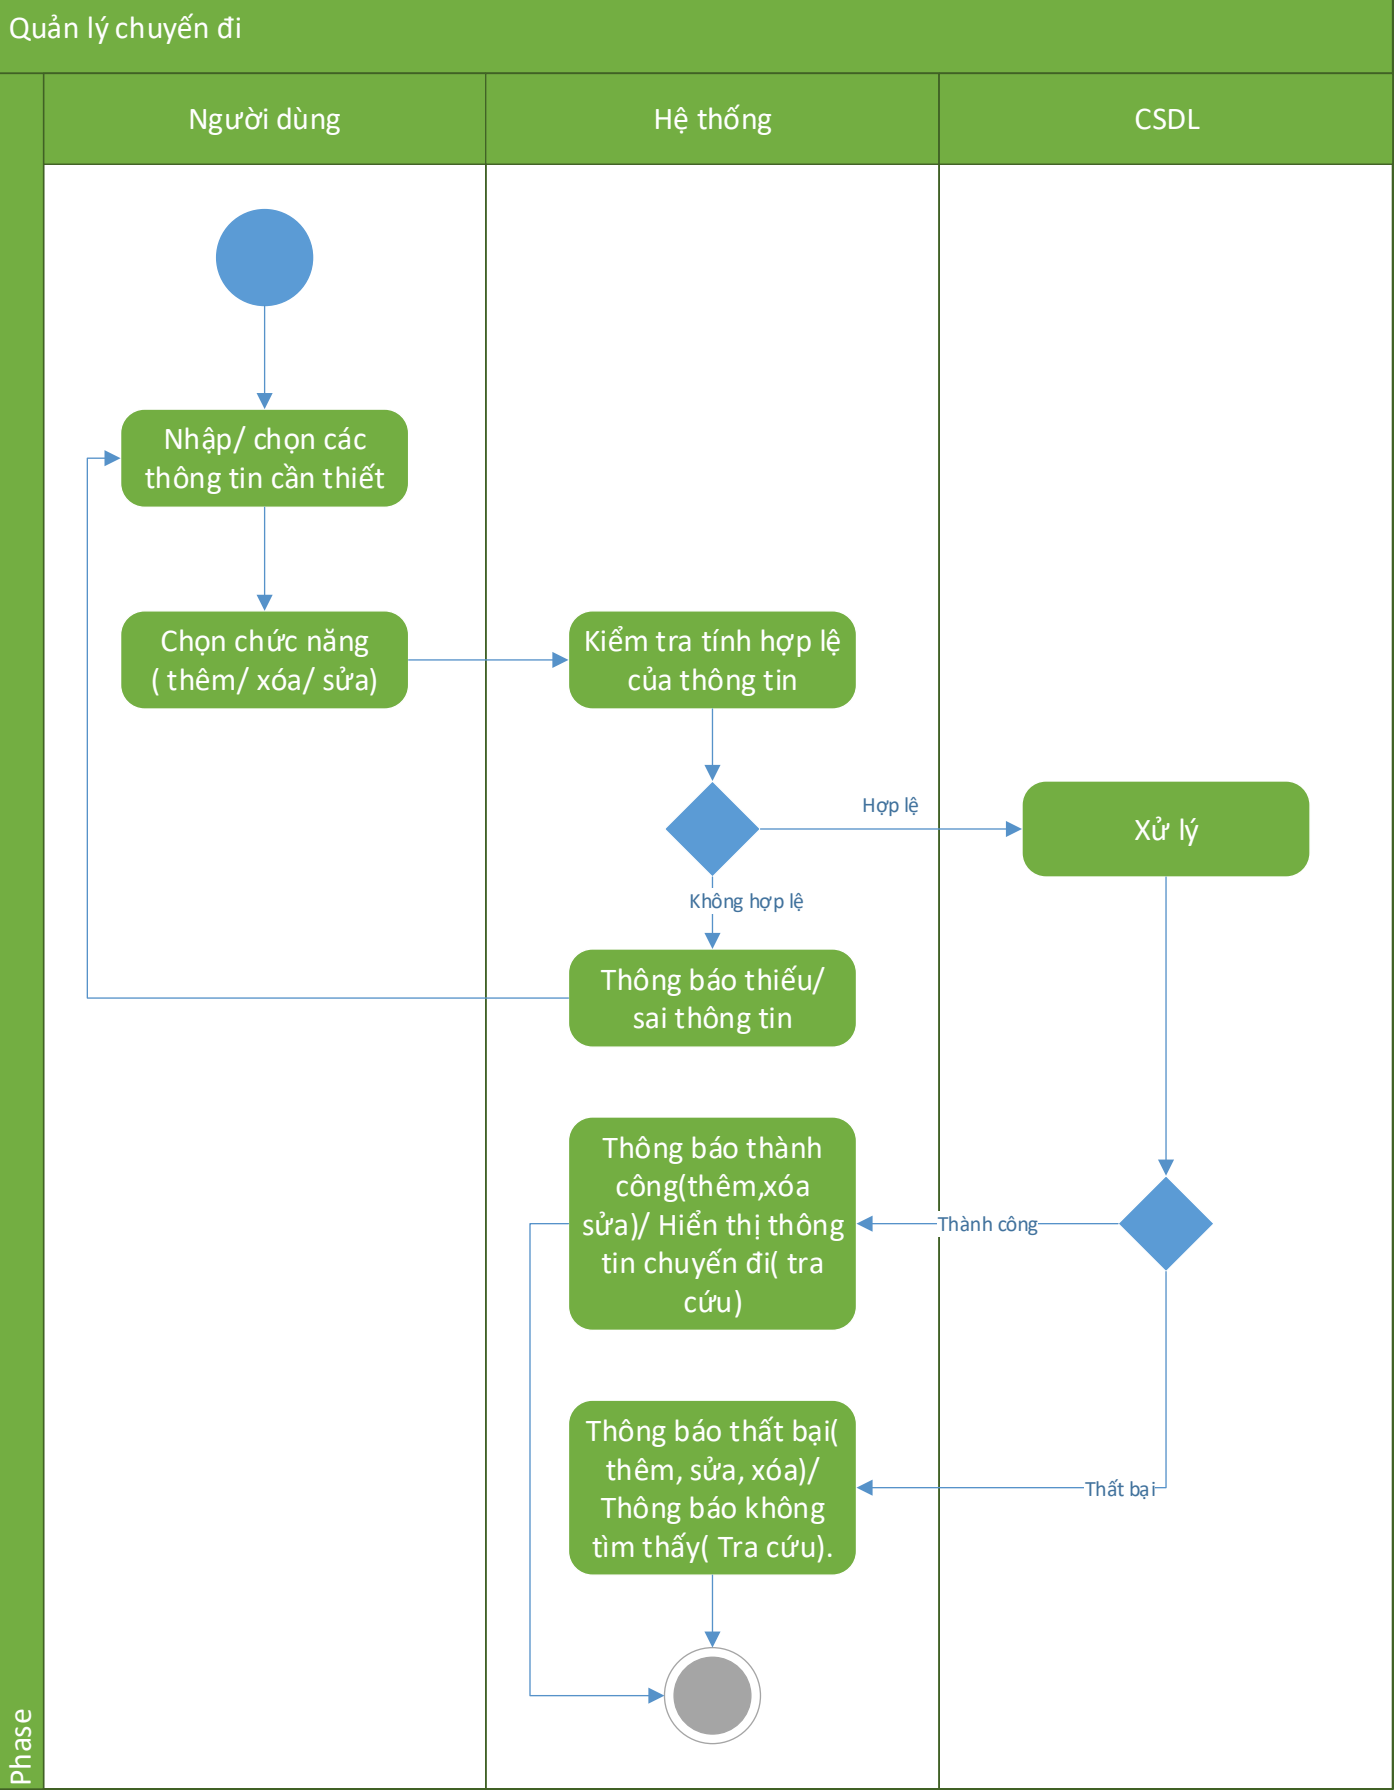 Quản lý chuyến đi
Người dùng
Hệ thống
CSDL
Nhập/ chọn các
thông tin cần thiết
Chọn chức năng
( thêm/ xóa/ sửa)
Kiểm tra tính hợp lệ
của thông tin
Hợp lệ
Xử lý
Không hợp lệ
Thông báo thiếu/
sai thông tin
Thông báo thành
công(thêm,xóa
sửa)/ Hiển thị thông
tin chuyến đi( tra
cứu)
Thành công
Thông báo thất bại(
thêm, sửa, xóa)/
Thông báo không
tìm thấy( Tra cứu).
Thất bại
Phase